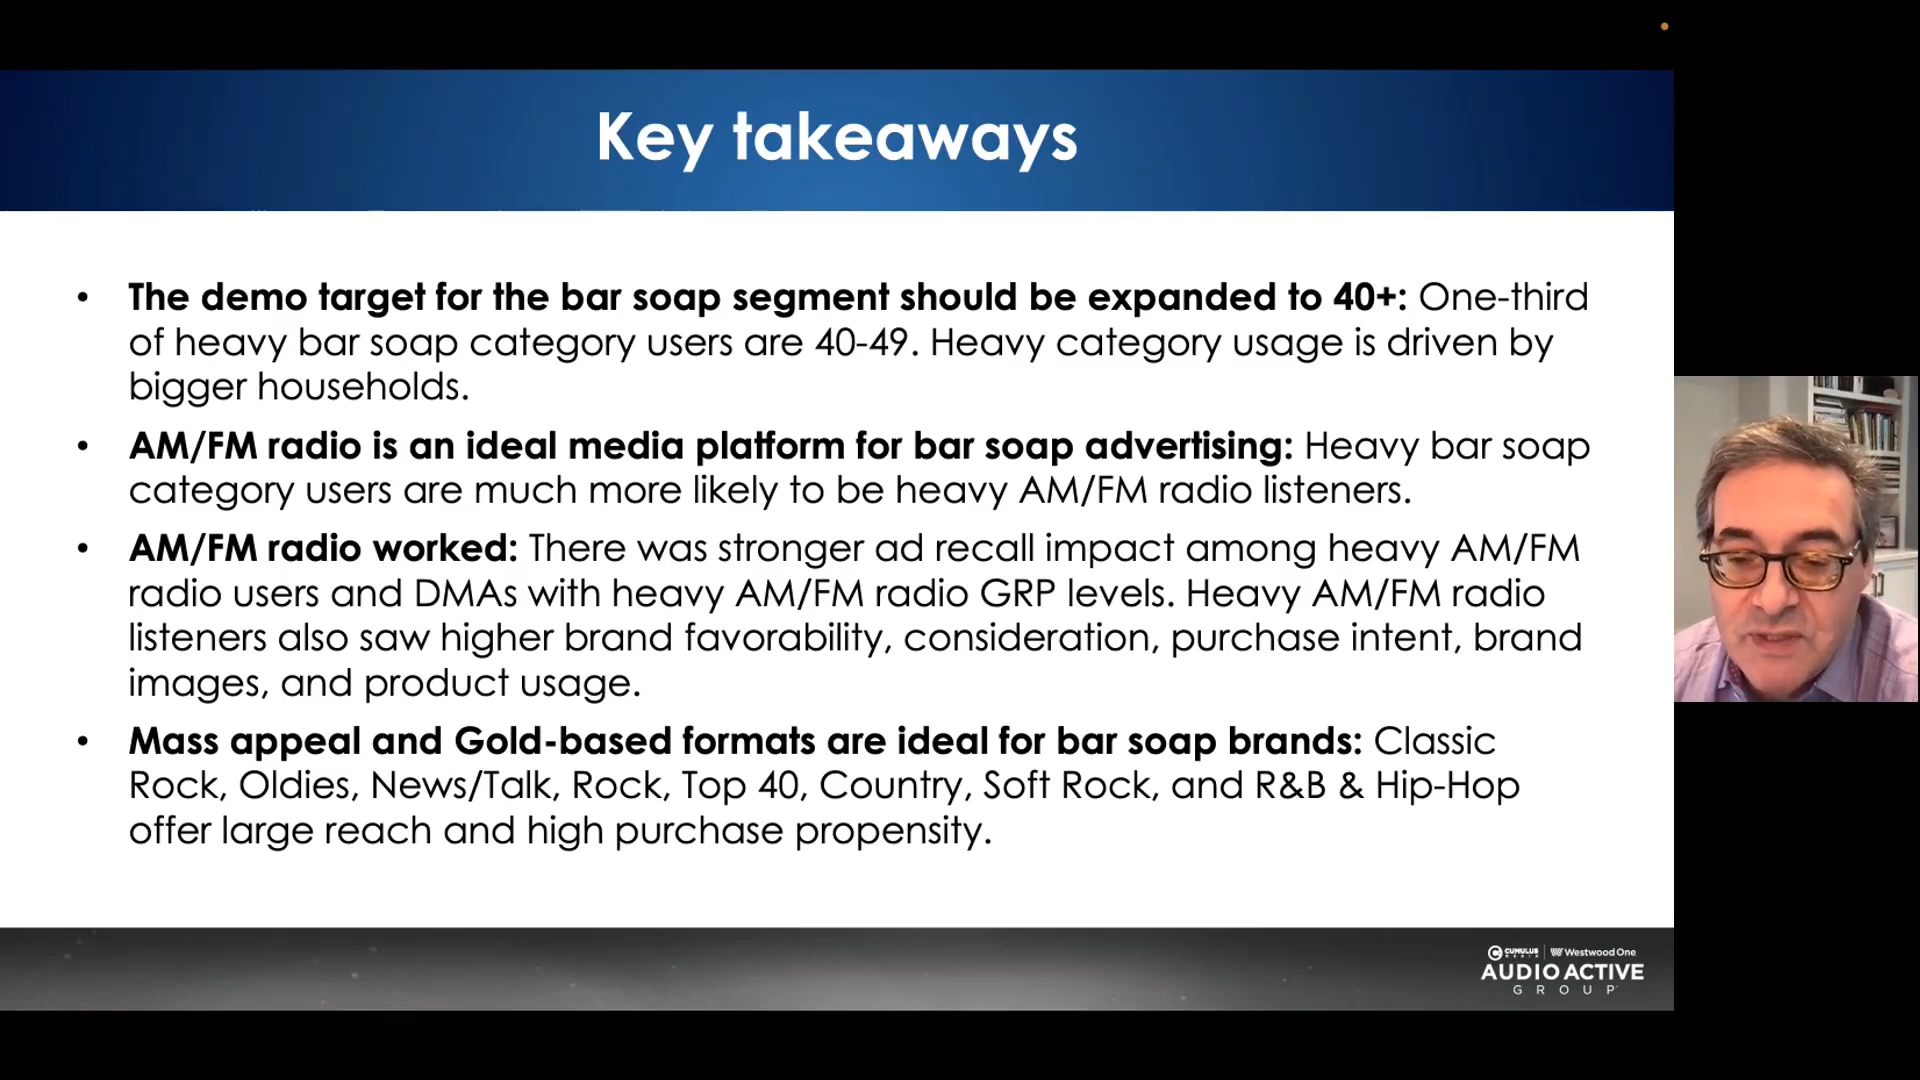 Key takeaways
• The demo target for the bar soap segment should be expanded to 40+: One-third
of heavy bar soap category users are 40-49. Heavy category usage is driven by
bigger households.
• AM/FM radio is an ideal media platform for bar soap advertising: Heavy bar soap
category users are much more likely to be heavy AM/FM radio listeners.
• AM/FM radio worked: There was stronger ad recall impact among heavy AM/FM
radio users and DMAs with heavy AM/FM radio GRP levels. Heavy AM/FM radio
listeners also saw higher brand favorability, consideration, purchase intent, brand
images, and product usage.
• Mass appeal and Gold-based formats are ideal for bar soap brands: Classic
Rock, Oldies, News/Talk, Rock, Top 40, Country, Soft Rock, and R&B & Hip-Hop
offer large reach and high purchase propensity.
CUMULUS MEDIA | Westwood One
AUDIO ACTIVE
GROUP